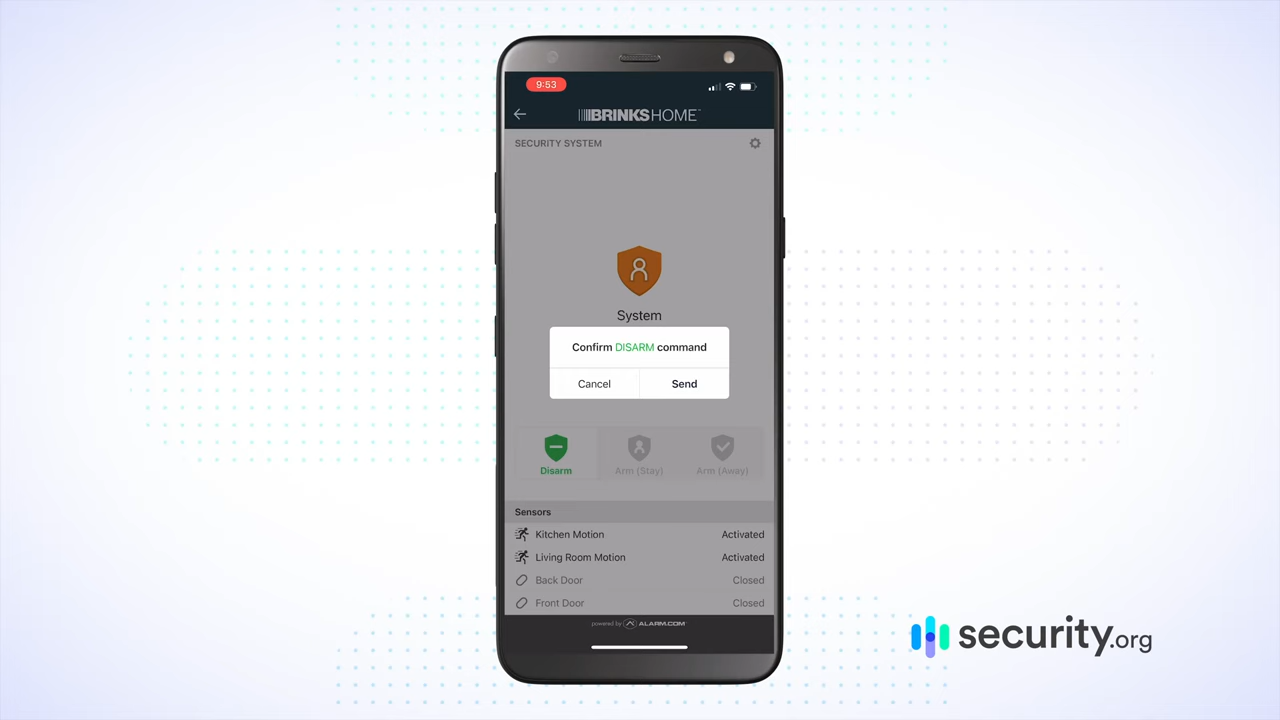 9:53
BRINKSHOME™
SECURITY SYSTEM
System
Confirm DISARM command
Cancel Send
Disarm Arm (Stay) Arm (Away)
Sensors
Kitchen Motion Activated
Living Room Motion Activated
Back Door Closed
Front Door Closed
powered by ALARM.COM
security.org